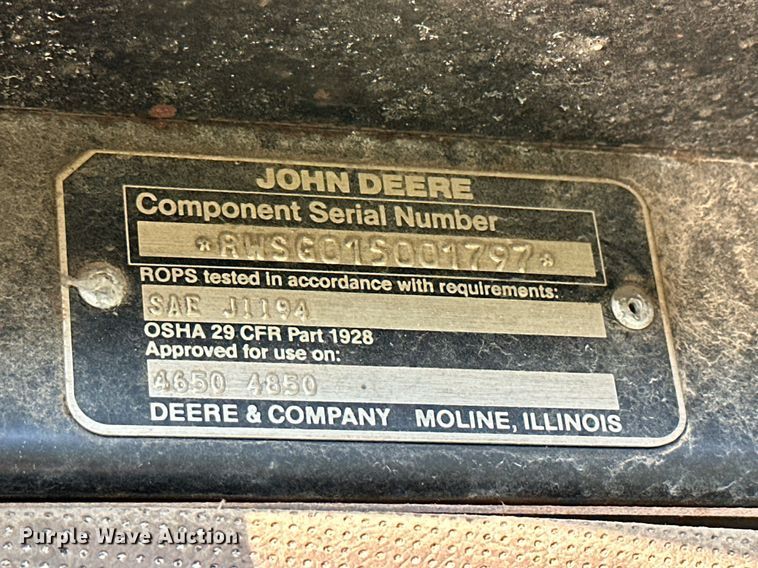 JOHN DEERE
Component Serial Number
*RWSG015001797*
ROPS tested in accordance with requirements:
SAE J1194
OSHA 29 CFR Part 1928
Approved for use on:
4650 4850
DEERE & COMPANY MOLINE, ILLINOIS
Purple Wave Auction